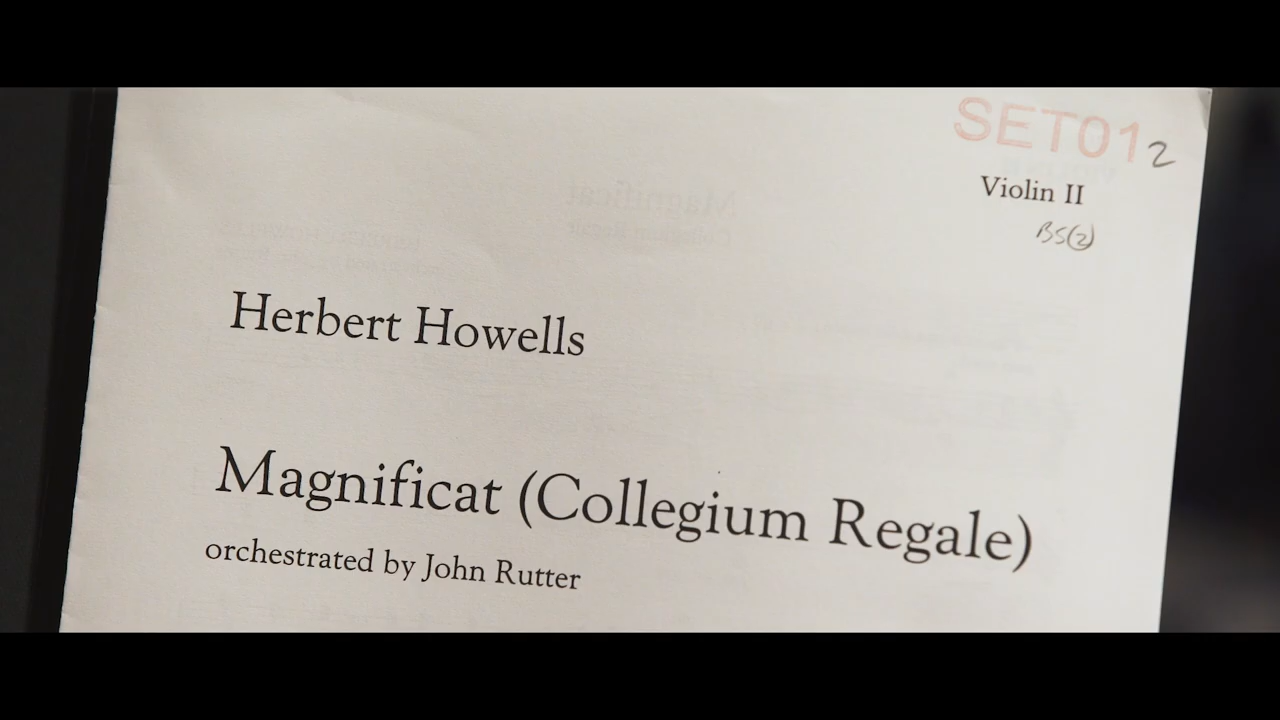 SET012
Violin II
BS(2)
Herbert Howells
Magnificat (Collegium Regale)
orchestrated by John Rutter